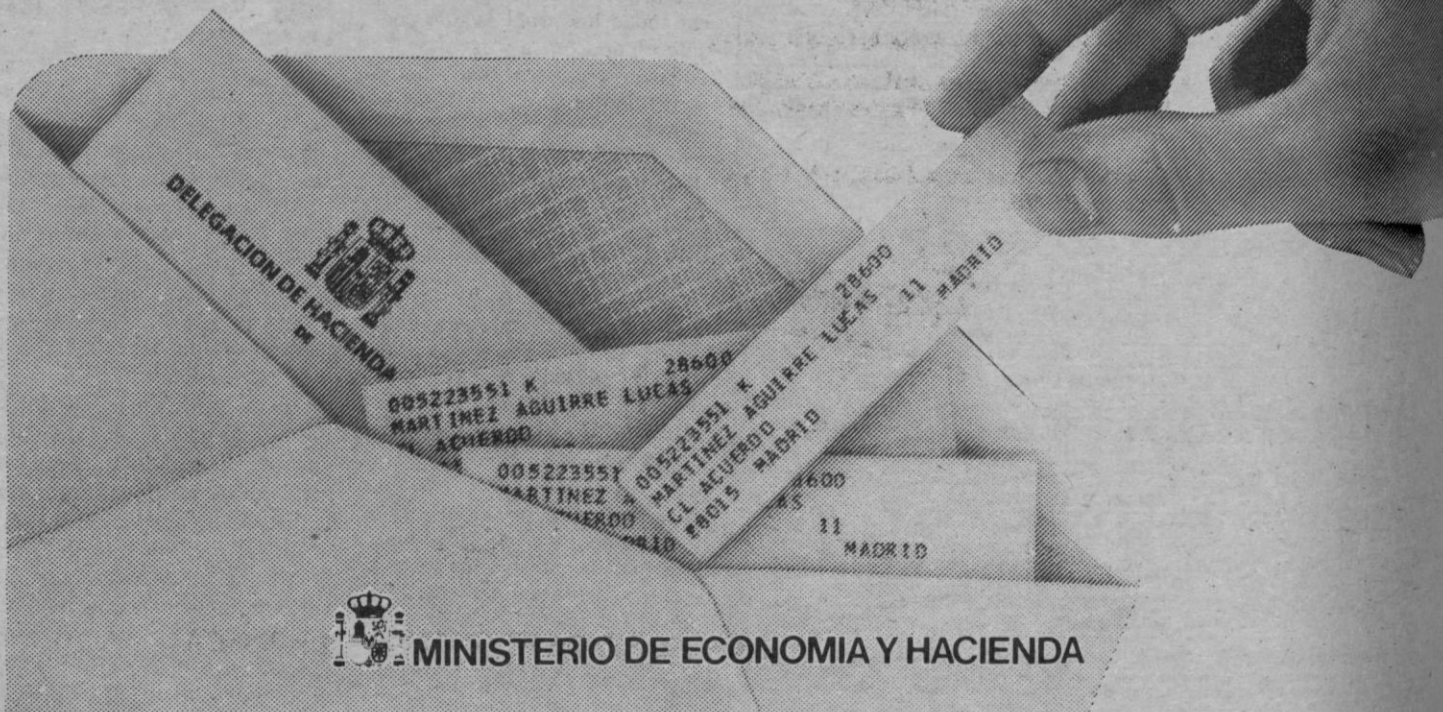 DELEGACION DE HACIENDA
DE
005223551 K 28600
MARTINEZ AGUIRRE LUCAS
CL ACUERDO
005223551 K 28600
MARTINEZ AGUIRRE LUCAS
CL ACUERDO 11
28015 MADRID MADRID
005223551
MARTINEZ
11
MADRID
MINISTERIO DE ECONOMIA Y HACIENDA